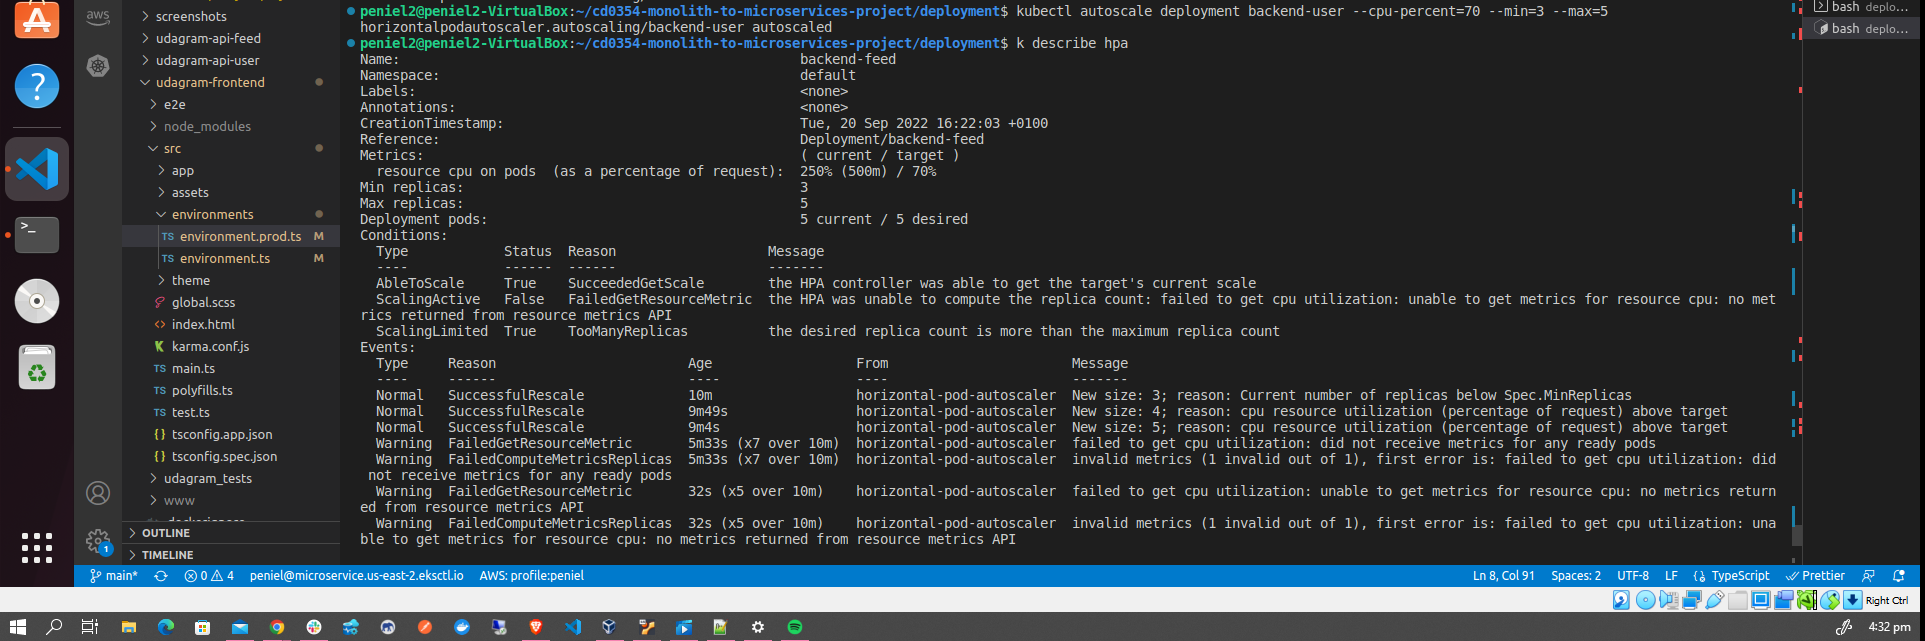 screenshots
udagram-api-feed
udagram-api-user
udagram-frontend
e2e
node_modules
src
app
assets
environments
TS environment.prod.ts M
TS environment.ts M
theme
global.scss
index.html
karma.conf.js
TS main.ts
TS polyfills.ts
TS test.ts
{} tsconfig.app.json
{} tsconfig.spec.json
udagram_tests
www
OUTLINE
TIMELINE
aws
1
peniel2@peniel2-VirtualBox:~/cd0354-monolith-to-microservices-project/deployment$ kubectl autoscale deployment backend-user --cpu-percent=70 --min=3 --max=5
horizontalpodautoscaler.autoscaling/backend-user autoscaled
peniel2@peniel2-VirtualBox:~/cd0354-monolith-to-microservices-project/deployment$ k describe hpa
Name: backend-feed
Namespace: default
Labels: <none>
Annotations: <none>
CreationTimestamp: Tue, 20 Sep 2022 16:22:03 +0100
Reference: Deployment/backend-feed
Metrics: ( current / target )
resource cpu on pods (as a percentage of request): 250% (500m) / 70%
Min replicas: 3
Max replicas: 5
Deployment pods: 5 current / 5 desired
Conditions:
Type Status Reason Message
---- ------ ------ -------
AbleToScale True SucceededGetScale the HPA controller was able to get the target's current scale
ScalingActive False FailedGetResourceMetric the HPA was unable to compute the replica count: failed to get cpu utilization: unable to get metrics for resource cpu: no met
rics returned from resource metrics API
ScalingLimited True TooManyReplicas the desired replica count is more than the maximum replica count
Events:
Type Reason Age From Message
---- ------ ---- ---- -------
Normal SuccessfulRescale 10m horizontal-pod-autoscaler New size: 3; reason: Current number of replicas below Spec.MinReplicas
Normal SuccessfulRescale 9m49s horizontal-pod-autoscaler New size: 4; reason: cpu resource utilization (percentage of request) above target
Normal SuccessfulRescale 9m4s horizontal-pod-autoscaler New size: 5; reason: cpu resource utilization (percentage of request) above target
Warning FailedGetResourceMetric 5m33s (x7 over 10m) horizontal-pod-autoscaler failed to get cpu utilization: did not receive metrics for any ready pods
Warning FailedComputeMetricsReplicas 5m33s (x7 over 10m) horizontal-pod-autoscaler invalid metrics (1 invalid out of 1), first error is: failed to get cpu utilization: did
not receive metrics for any ready pods
Warning FailedGetResourceMetric 32s (x5 over 10m) horizontal-pod-autoscaler failed to get cpu utilization: unable to get metrics for resource cpu: no metrics return
ed from resource metrics API
Warning FailedComputeMetricsReplicas 32s (x5 over 10m) horizontal-pod-autoscaler invalid metrics (1 invalid out of 1), first error is: failed to get cpu utilization: una
ble to get metrics for resource cpu: no metrics returned from resource metrics API
bash deplo...
bash deplo...
main* 0 4 peniel@microservice.us-east-2.eksctl.io AWS: profile:peniel Ln 8, Col 91 Spaces: 2 UTF-8 LF {} TypeScript Prettier
Right Ctrl
4:32 pm